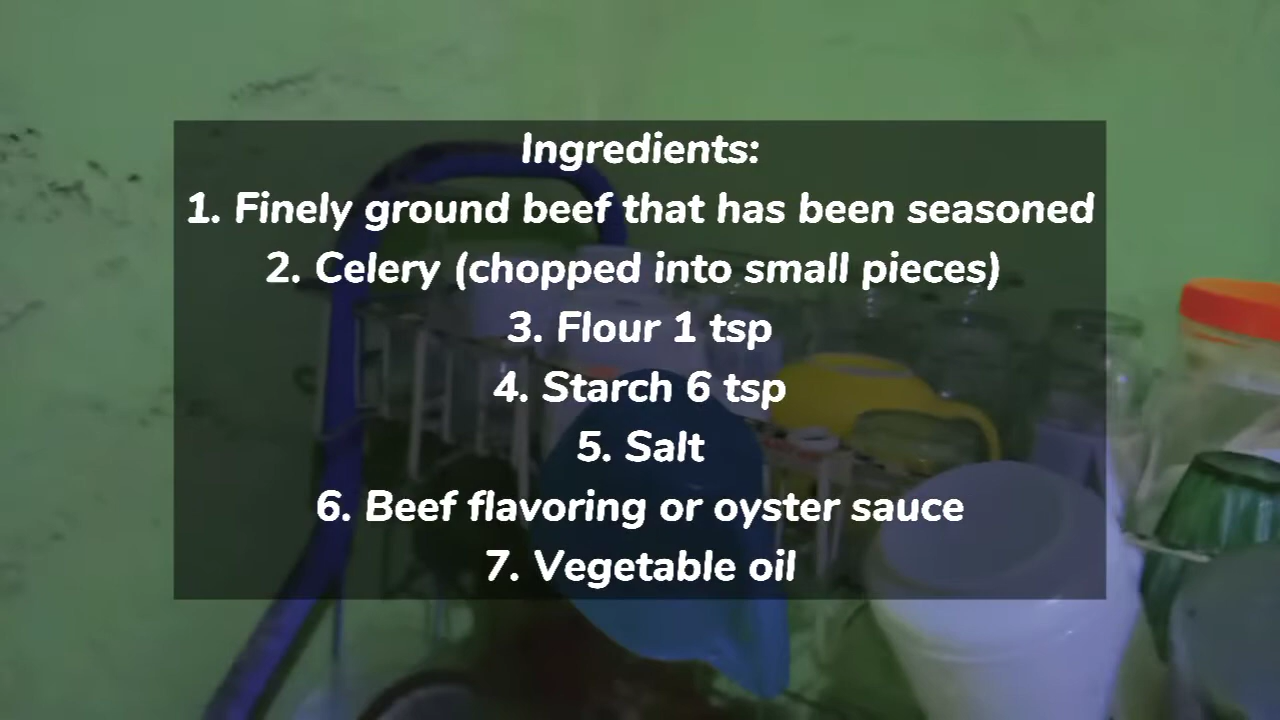 Ingredients:
1. Finely ground beef that has been seasoned
2. Celery (chopped into small pieces)
3. Flour 1 tsp
4. Starch 6 tsp
5. Salt
6. Beef flavoring or oyster sauce
7. Vegetable oil